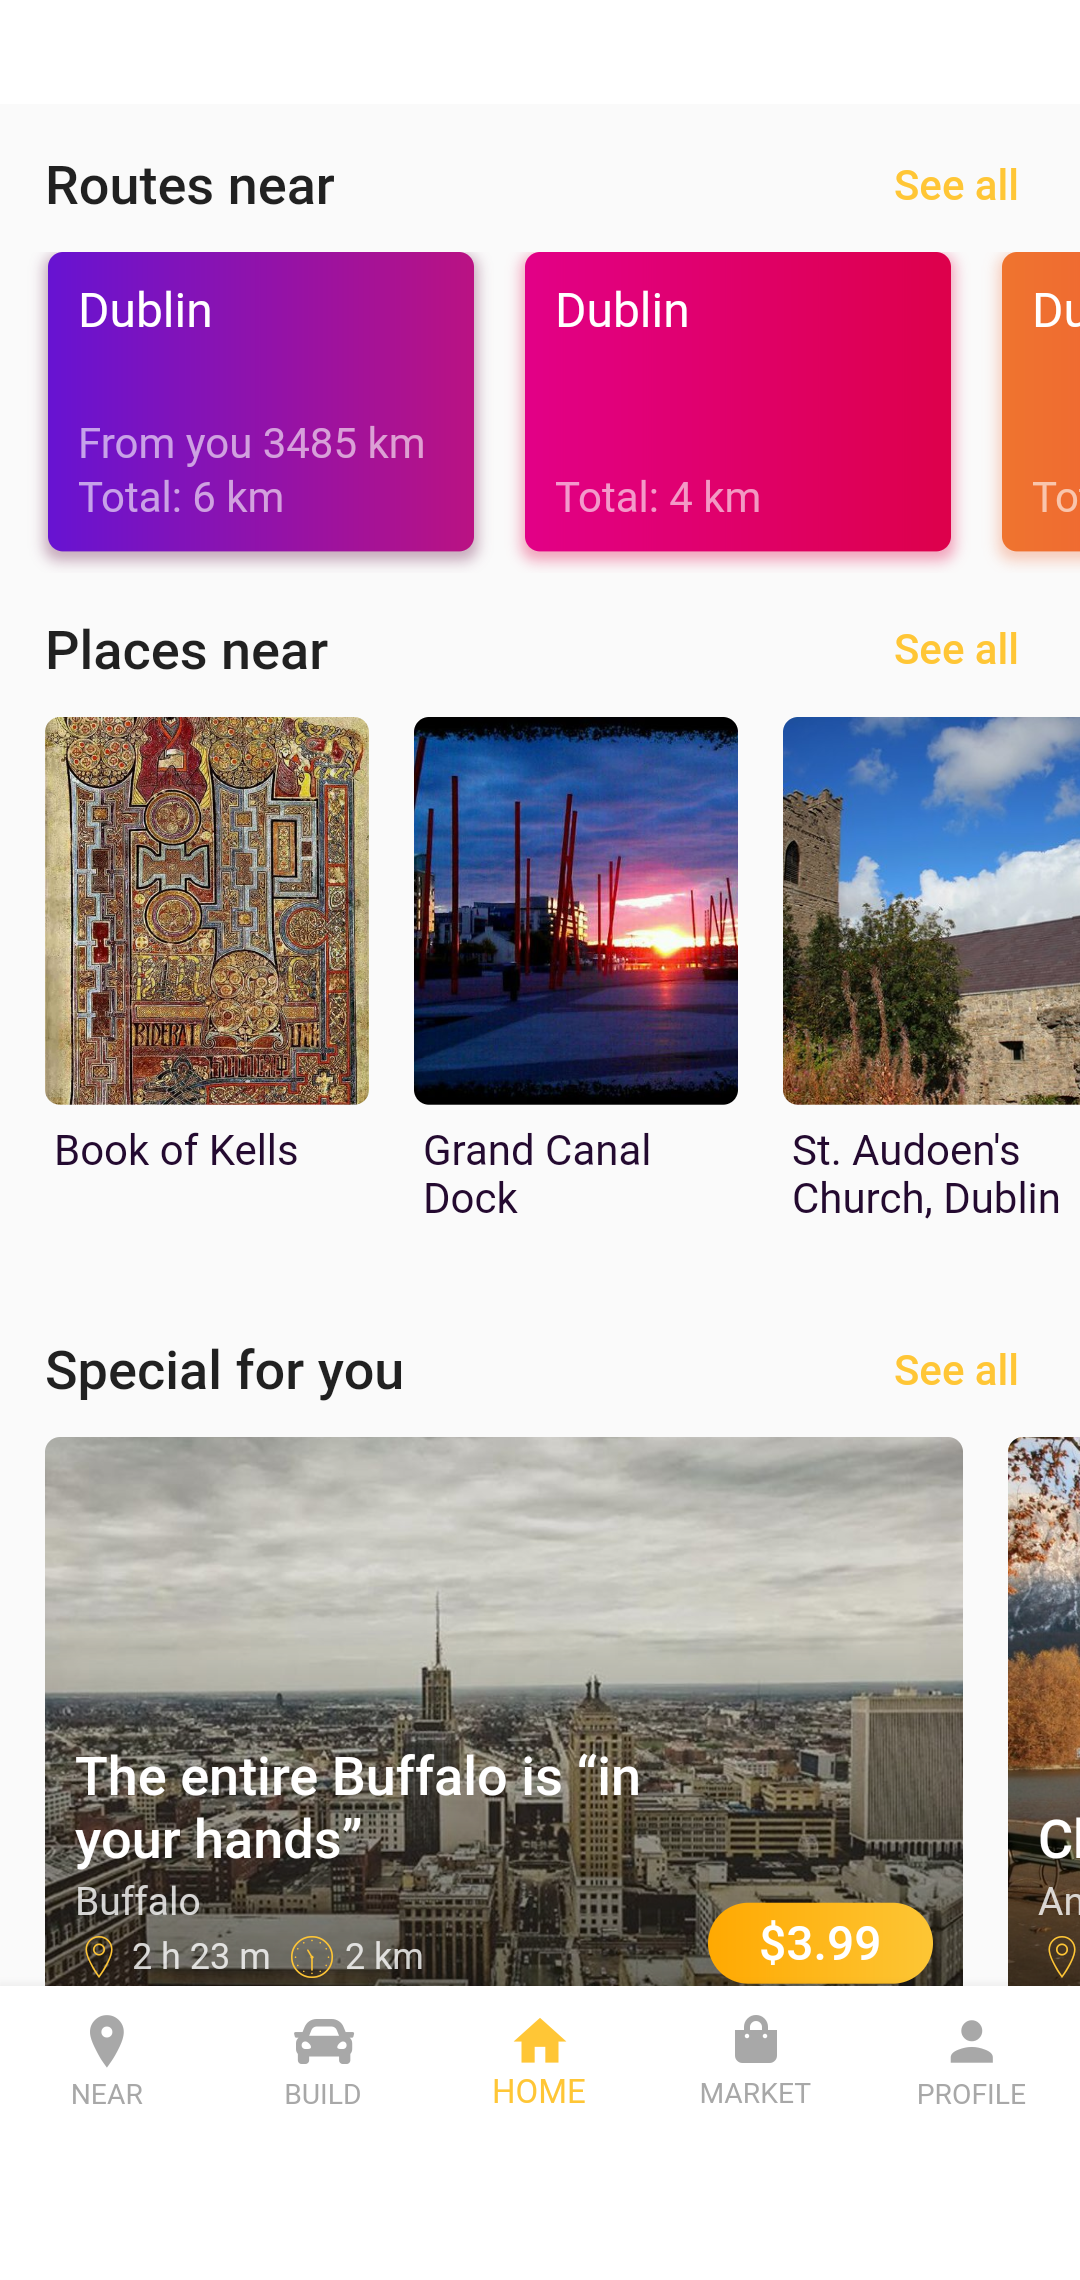 Routes near
See all
Dublin
From you 3485 km
Total: 6 km
Dublin
Total: 4 km
Du
To
Places near
See all
Book of Kells
Grand Canal
Dock
St. Audoen's
Church, Dublin
Special for you
See all
The entire Buffalo is “in
your hands”
Buffalo
2 h 23 m
2 km
$3.99
An
NEAR
BUILD
HOME
MARKET
PROFILE